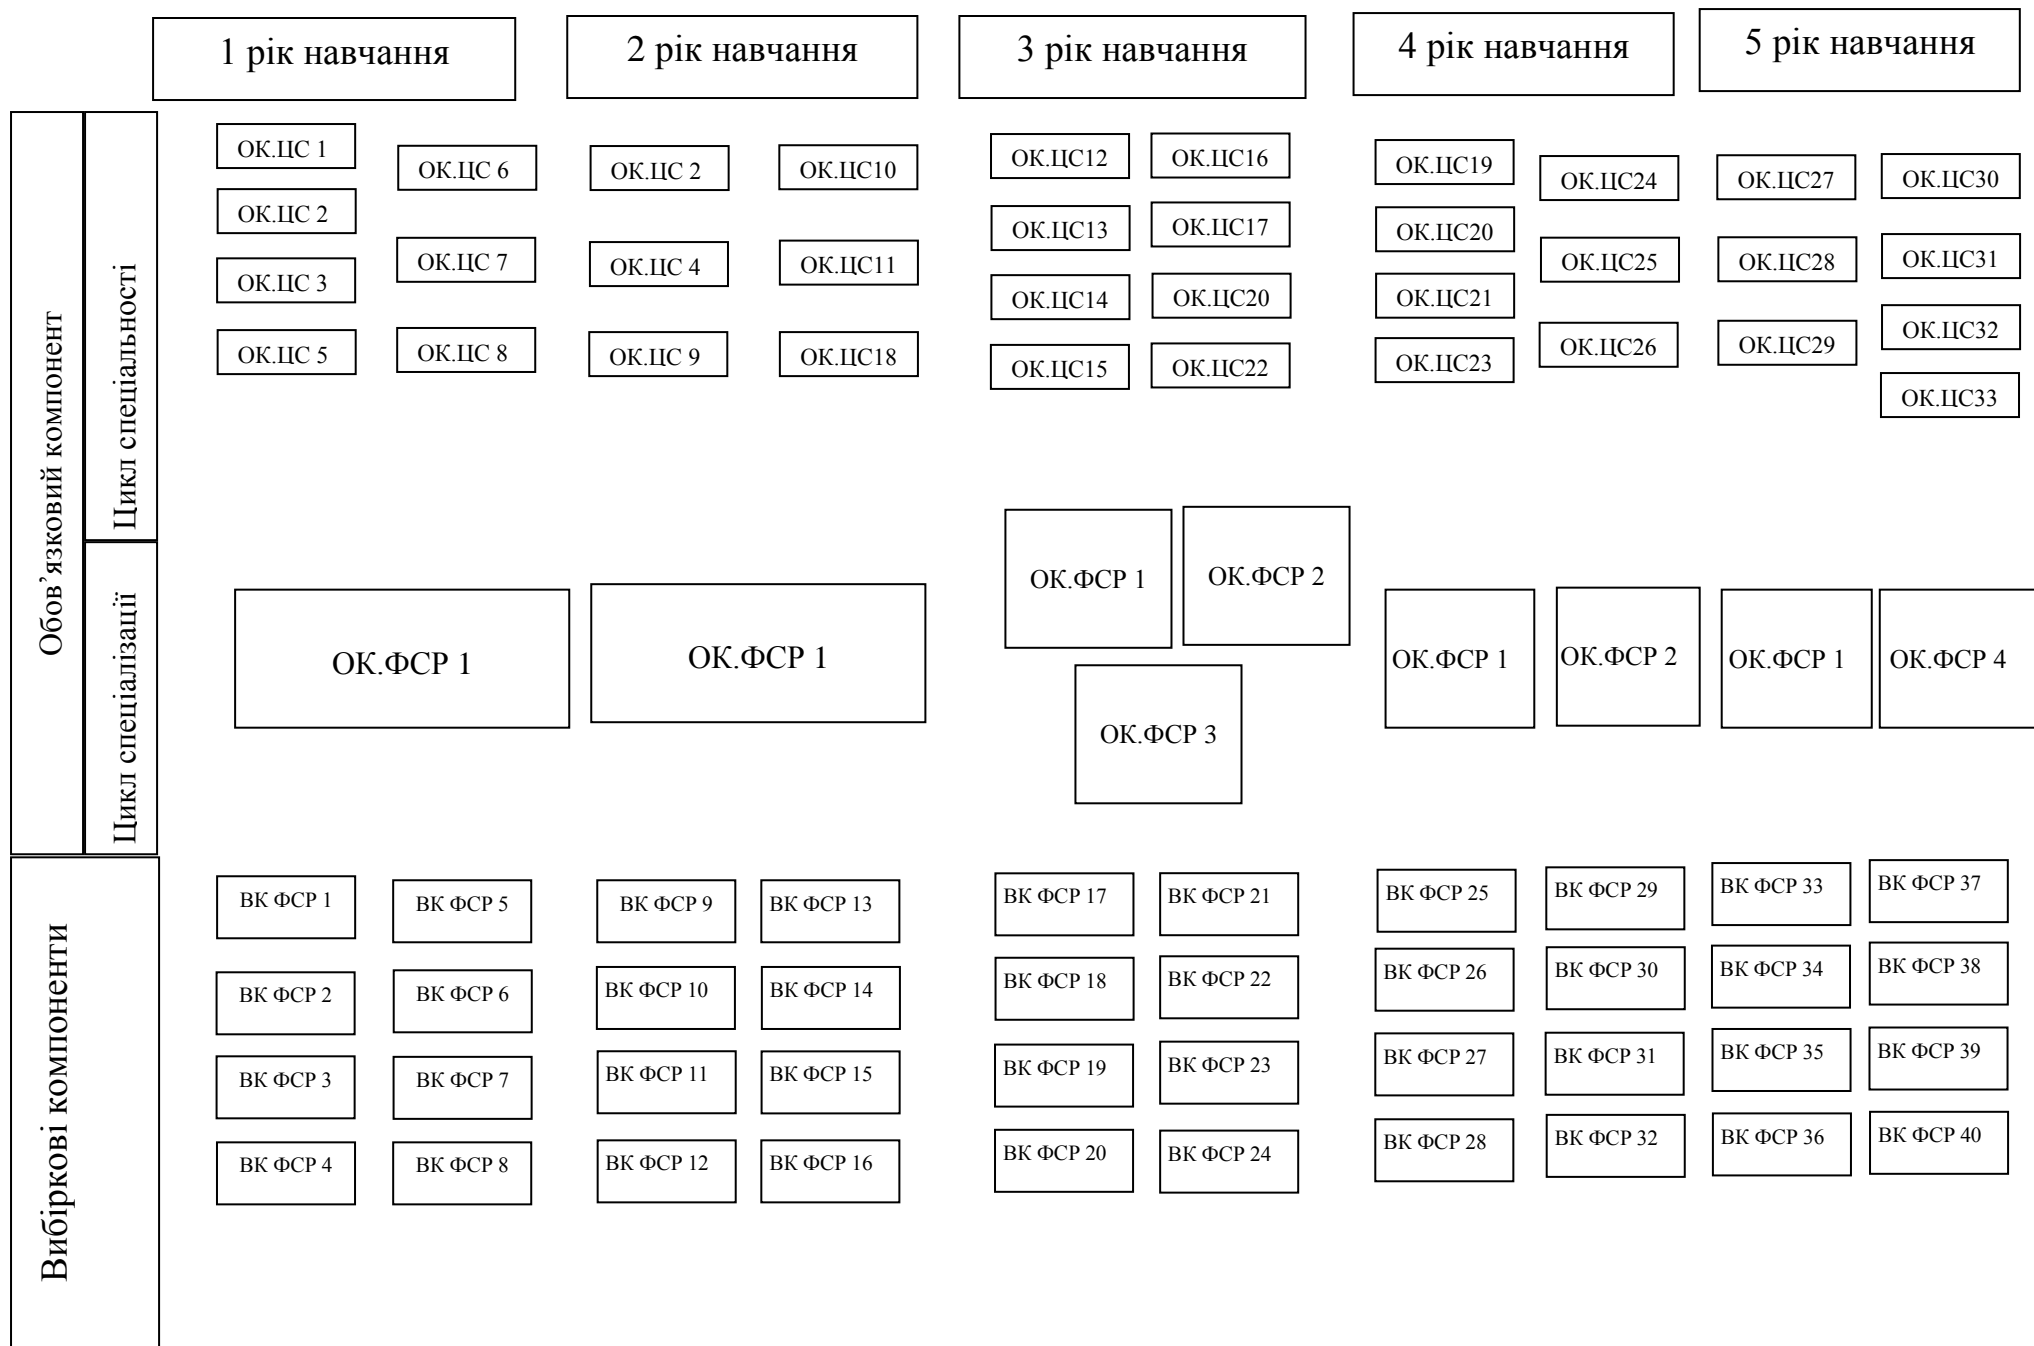 1 рік навчання
2 рік навчання
3 рік навчання
4 рік навчання
5 рік навчання
Обов’язковий компонент
Цикл спеціальності
ОК.ЦС 1
ОК.ЦС 2
ОК.ЦС 3
ОК.ЦС 5
ОК.ЦС 6
ОК.ЦС 7
ОК.ЦС 8
ОК.ЦС 2
ОК.ЦС 4
ОК.ЦС 9
ОК.ЦС10
ОК.ЦС11
ОК.ЦС18
ОК.ЦС12
ОК.ЦС13
ОК.ЦС14
ОК.ЦС15
ОК.ЦС16
ОК.ЦС17
ОК.ЦС20
ОК.ЦС22
ОК.ЦС19
ОК.ЦС20
ОК.ЦС21
ОК.ЦС23
ОК.ЦС24
ОК.ЦС25
ОК.ЦС26
ОК.ЦС27
ОК.ЦС28
ОК.ЦС29
ОК.ЦС30
ОК.ЦС31
ОК.ЦС32
ОК.ЦС33
Цикл спеціалізації
ОК.ФСР 1
ОК.ФСР 1
ОК.ФСР 1
ОК.ФСР 2
ОК.ФСР 3
ОК.ФСР 1
ОК.ФСР 2
ОК.ФСР 1
ОК.ФСР 4
Вибіркові компоненти
ВК ФСР 1
ВК ФСР 2
ВК ФСР 3
ВК ФСР 4
ВК ФСР 5
ВК ФСР 6
ВК ФСР 7
ВК ФСР 8
ВК ФСР 9
ВК ФСР 10
ВК ФСР 11
ВК ФСР 12
ВК ФСР 13
ВК ФСР 14
ВК ФСР 15
ВК ФСР 16
ВК ФСР 17
ВК ФСР 18
ВК ФСР 19
ВК ФСР 20
ВК ФСР 21
ВК ФСР 22
ВК ФСР 23
ВК ФСР 24
ВК ФСР 25
ВК ФСР 26
ВК ФСР 27
ВК ФСР 28
ВК ФСР 29
ВК ФСР 30
ВК ФСР 31
ВК ФСР 32
ВК ФСР 33
ВК ФСР 34
ВК ФСР 35
ВК ФСР 36
ВК ФСР 37
ВК ФСР 38
ВК ФСР 39
ВК ФСР 40